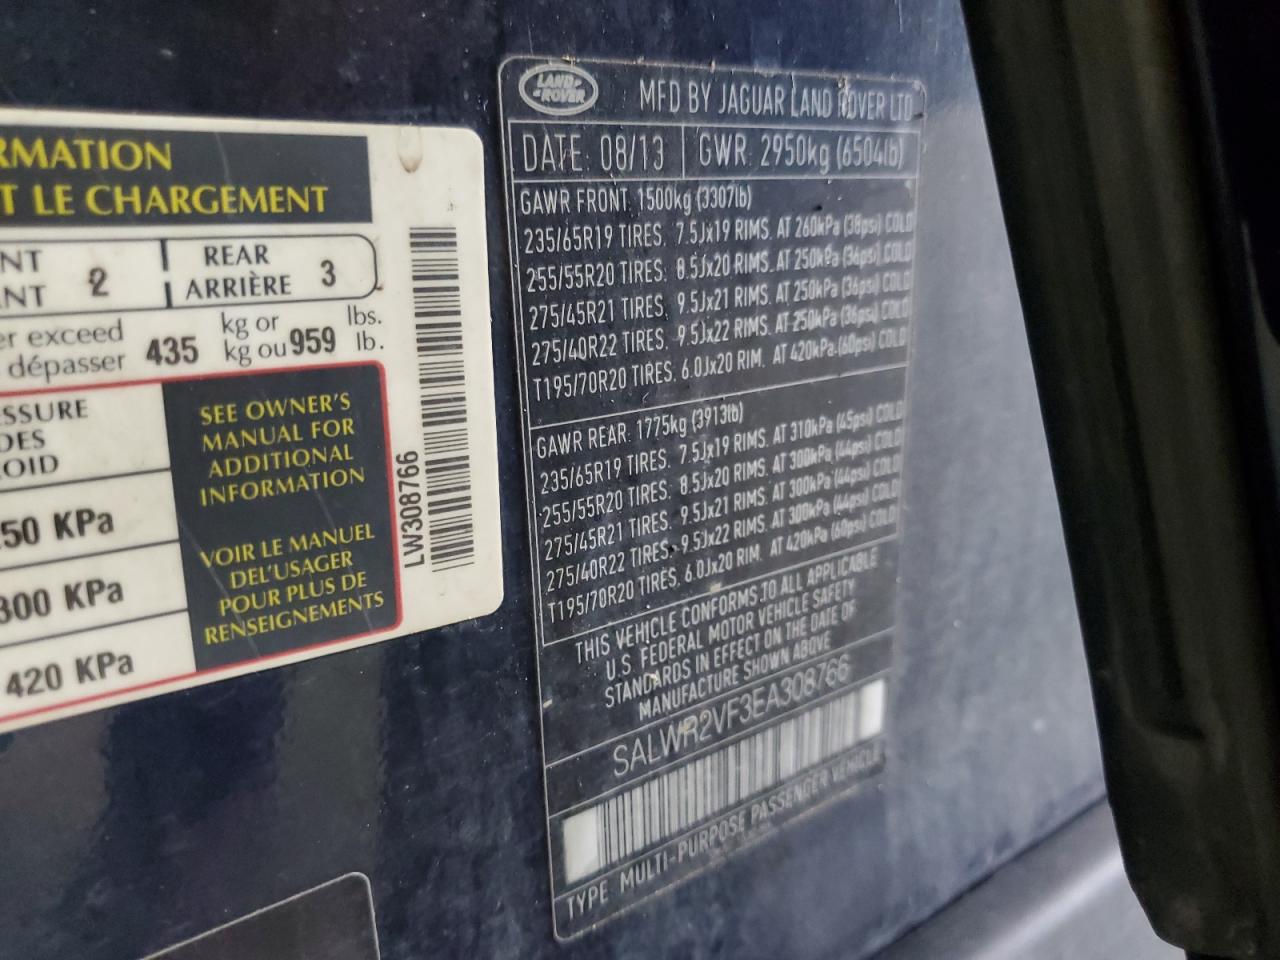 RMATION
T LE CHARGEMENT
NT 2 REAR 3
ANT ARRIÈRE
er exceed 435 kg or 959 lbs.
dépasser kg ou lb.
ESSURE
DES
ROID
250 KPa
300 KPa
420 KPa
SEE OWNER'S
MANUAL FOR
ADDITIONAL
INFORMATION
VOIR LE MANUEL
DEL'USAGER
POUR PLUS DE
RENSEIGNEMENTS
LW308766
LAND ROVER
MFD BY JAGUAR LAND ROVER LTD
DATE: 08/13 GWR: 2950kg (6504lb)
GAWR FRONT: 1500kg (3307lb)
235/65R19 TIRES. 7.5Jx19 RIMS. AT 260kPa (38psi) COLD
255/55R20 TIRES. 8.5Jx20 RIMS. AT 250kPa (36psi) COLD
275/45R21 TIRES. 9.5Jx21 RIMS. AT 250kPa (36psi) COLD
275/40R22 TIRES. 9.5Jx22 RIMS. AT 250kPa (36psi) COLD
T195/70R20 TIRES. 6.0Jx20 RIM. AT 420kPa.(60psi) COLD
GAWR REAR: 1775kg (3913lb)
235/65R19 TIRES. 7.5Jx19 RIMS. AT 310kPa (45psi) COLD
255/55R20 TIRES. 8.5Jx20 RIMS. AT 300kPa (44psi) COLD
275/45R21 TIRES. 9.5Jx21 RIMS. AT 300kPa (44psi) COLD
275/40R22 TIRES. 9.5Jx22 RIMS. AT 300kPa (44psi) COLD
T195/70R20 TIRES. 6.0Jx20 RIM. AT 420kPa (60psi) COLD
THIS VEHICLE CONFORMS TO ALL APPLICABLE
U.S. FEDERAL MOTOR VEHICLE SAFETY
STANDARDS IN EFFECT ON THE DATE OF
MANUFACTURE SHOWN ABOVE
SALWR2VF3EA308766
TYPE: MULTI-PURPOSE PASSENGER VEHICLE